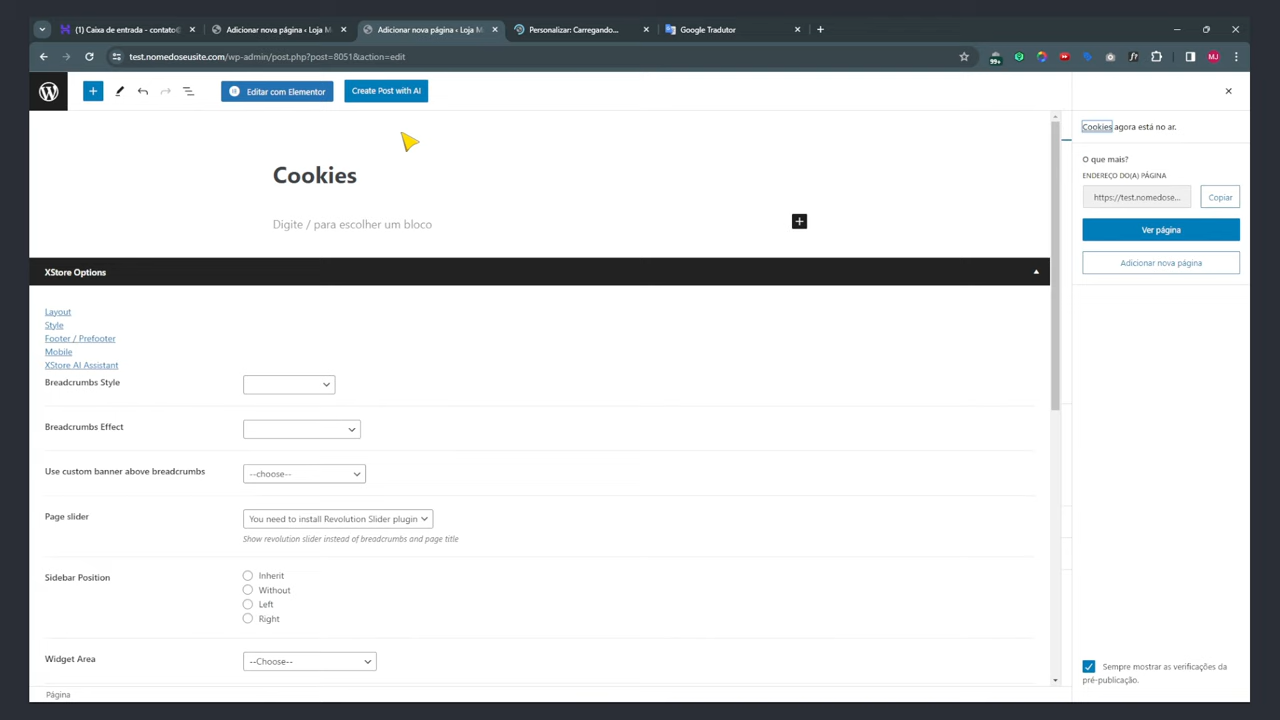 (1) Caixa de entrada - contato©
Adicionar nova página ‹ Loja M
Adicionar nova página ‹ Loja M
Personalizar: Carregando...
Google Tradutor
test.nomedoseusite.com/wp-admin/post.php?post=8051&action=edit
99+
f?
MJ
Editar com Elementor
Create Post with AI
Cookies agora está no ar.
Cookies
O que mais?
ENDEREÇO DO(A) PÁGINA
https://test.nomedose...
Copiar
Digite / para escolher um bloco
Ver página
Adicionar nova página
XStore Options
Layout
Style
Footer / Prefooter
Mobile
XStore AI Assistant
Breadcrumbs Style
Breadcrumbs Effect
Use custom banner above breadcrumbs
--choose--
Page slider
You need to install Revolution Slider plugin
Show revolution slider instead of breadcrumbs and page title
Sidebar Position
Inherit
Without
Left
Right
Widget Area
--Choose--
Sempre mostrar as verificações da
pré-publicação.
Página